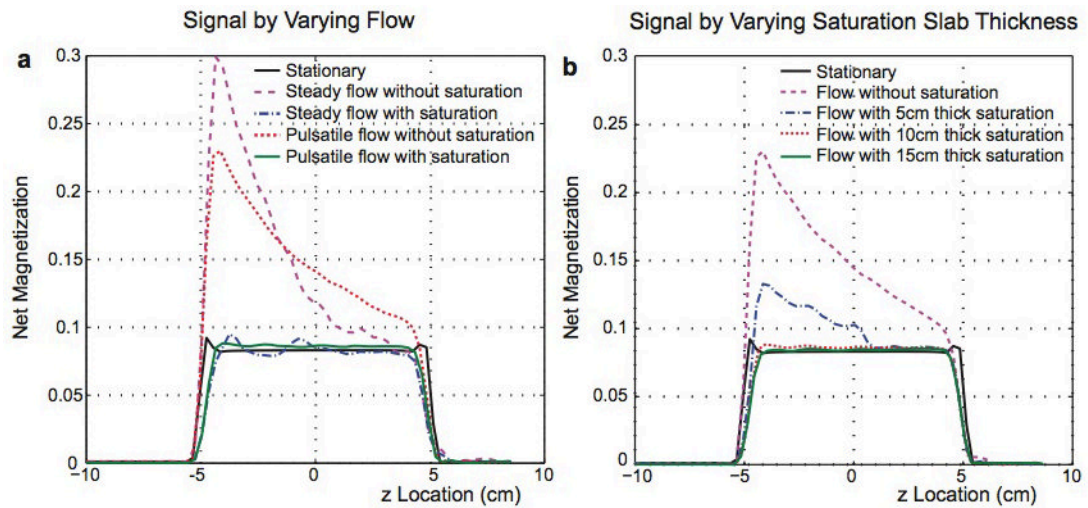 Signal by Varying Flow
a
Stationary
Steady flow without saturation
Steady flow with saturation
Pulsatile flow without saturation
Pulsatile flow with saturation
Net Magnetization
0.3
0.25
0.2
0.15
0.1
0.05
0
−10 −5 0 5 10
z Location (cm)
Signal by Varying Saturation Slab Thickness
b
Stationary
Flow without saturation
Flow with 5cm thick saturation
Flow with 10cm thick saturation
Flow with 15cm thick saturation
Net Magnetization
0.3
0.25
0.2
0.15
0.1
0.05
0
−10 −5 0 5 10
z Location (cm)